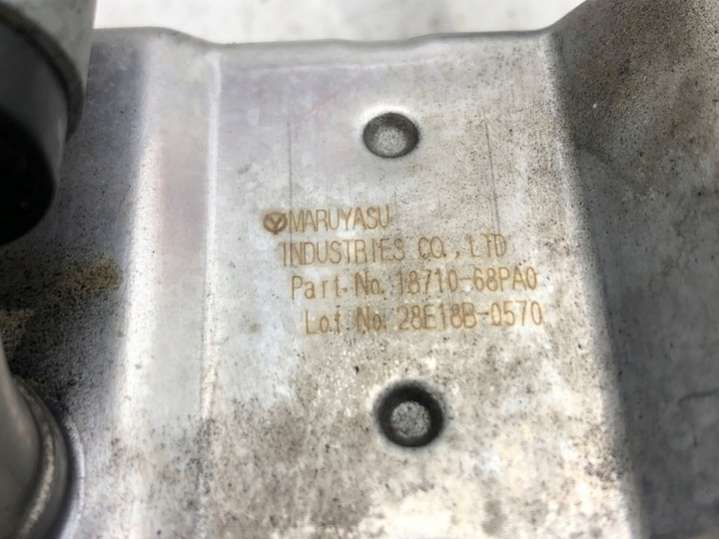 MARUYASU
INDUSTRIES CO., LTD
Part.No. 18710-68PA0
Lot.No. 28E18B-0570